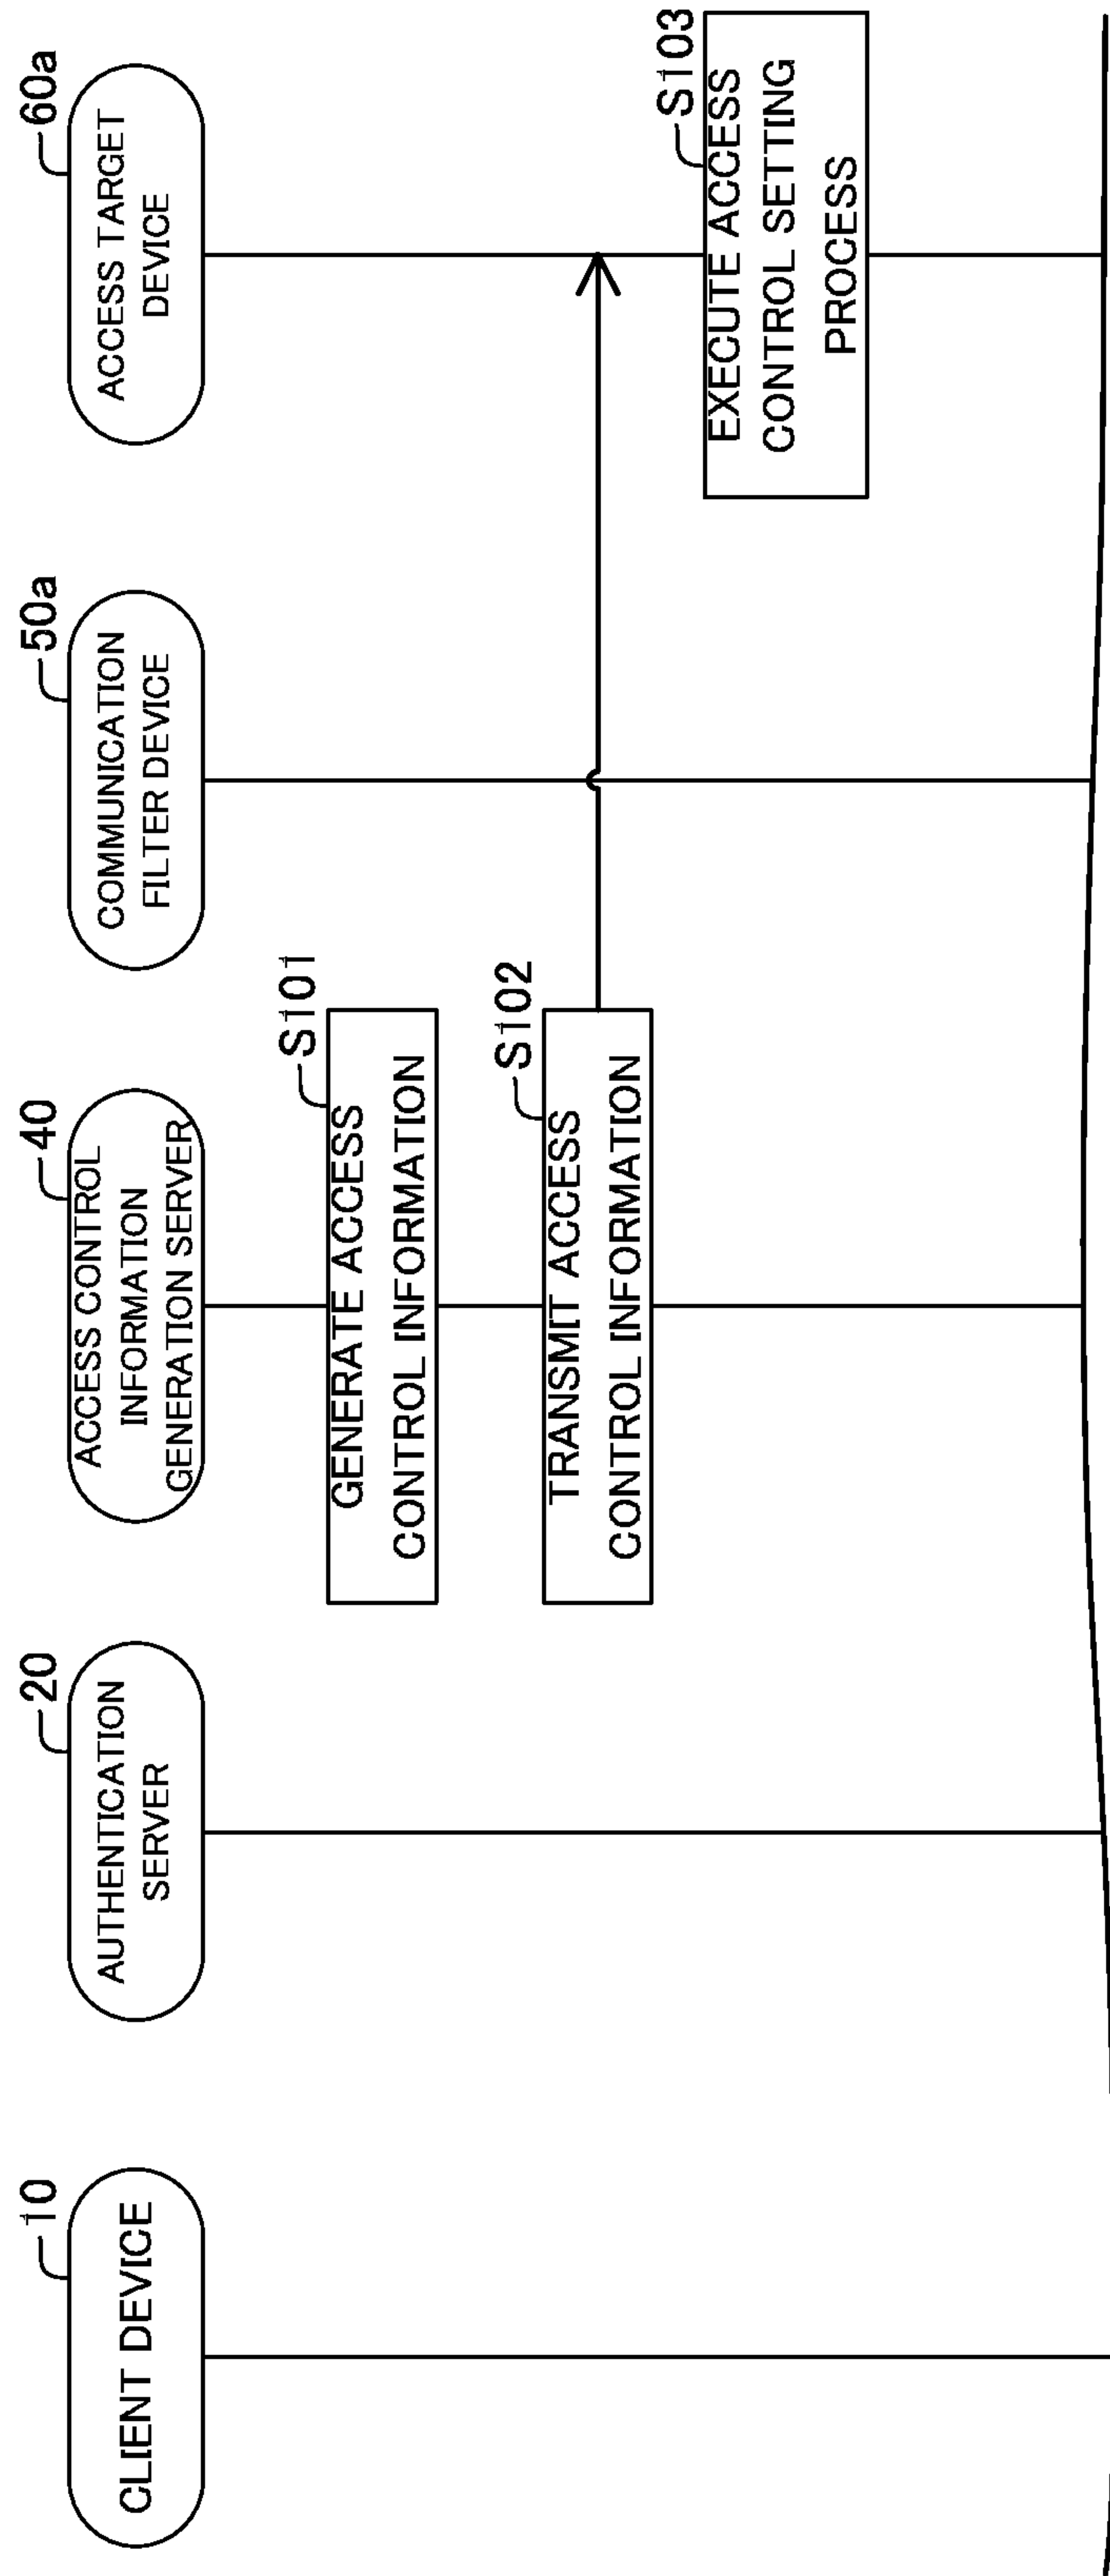 10
CLIENT DEVICE
20
AUTHENTICATION
SERVER
40
ACCESS CONTROL
INFORMATION
GENERATION SERVER
50a
COMMUNICATION
FILTER DEVICE
60a
ACCESS TARGET
DEVICE
S101
GENERATE ACCESS
CONTROL INFORMATION
S102
TRANSMIT ACCESS
CONTROL INFORMATION
S103
EXECUTE ACCESS
CONTROL SETTING
PROCESS